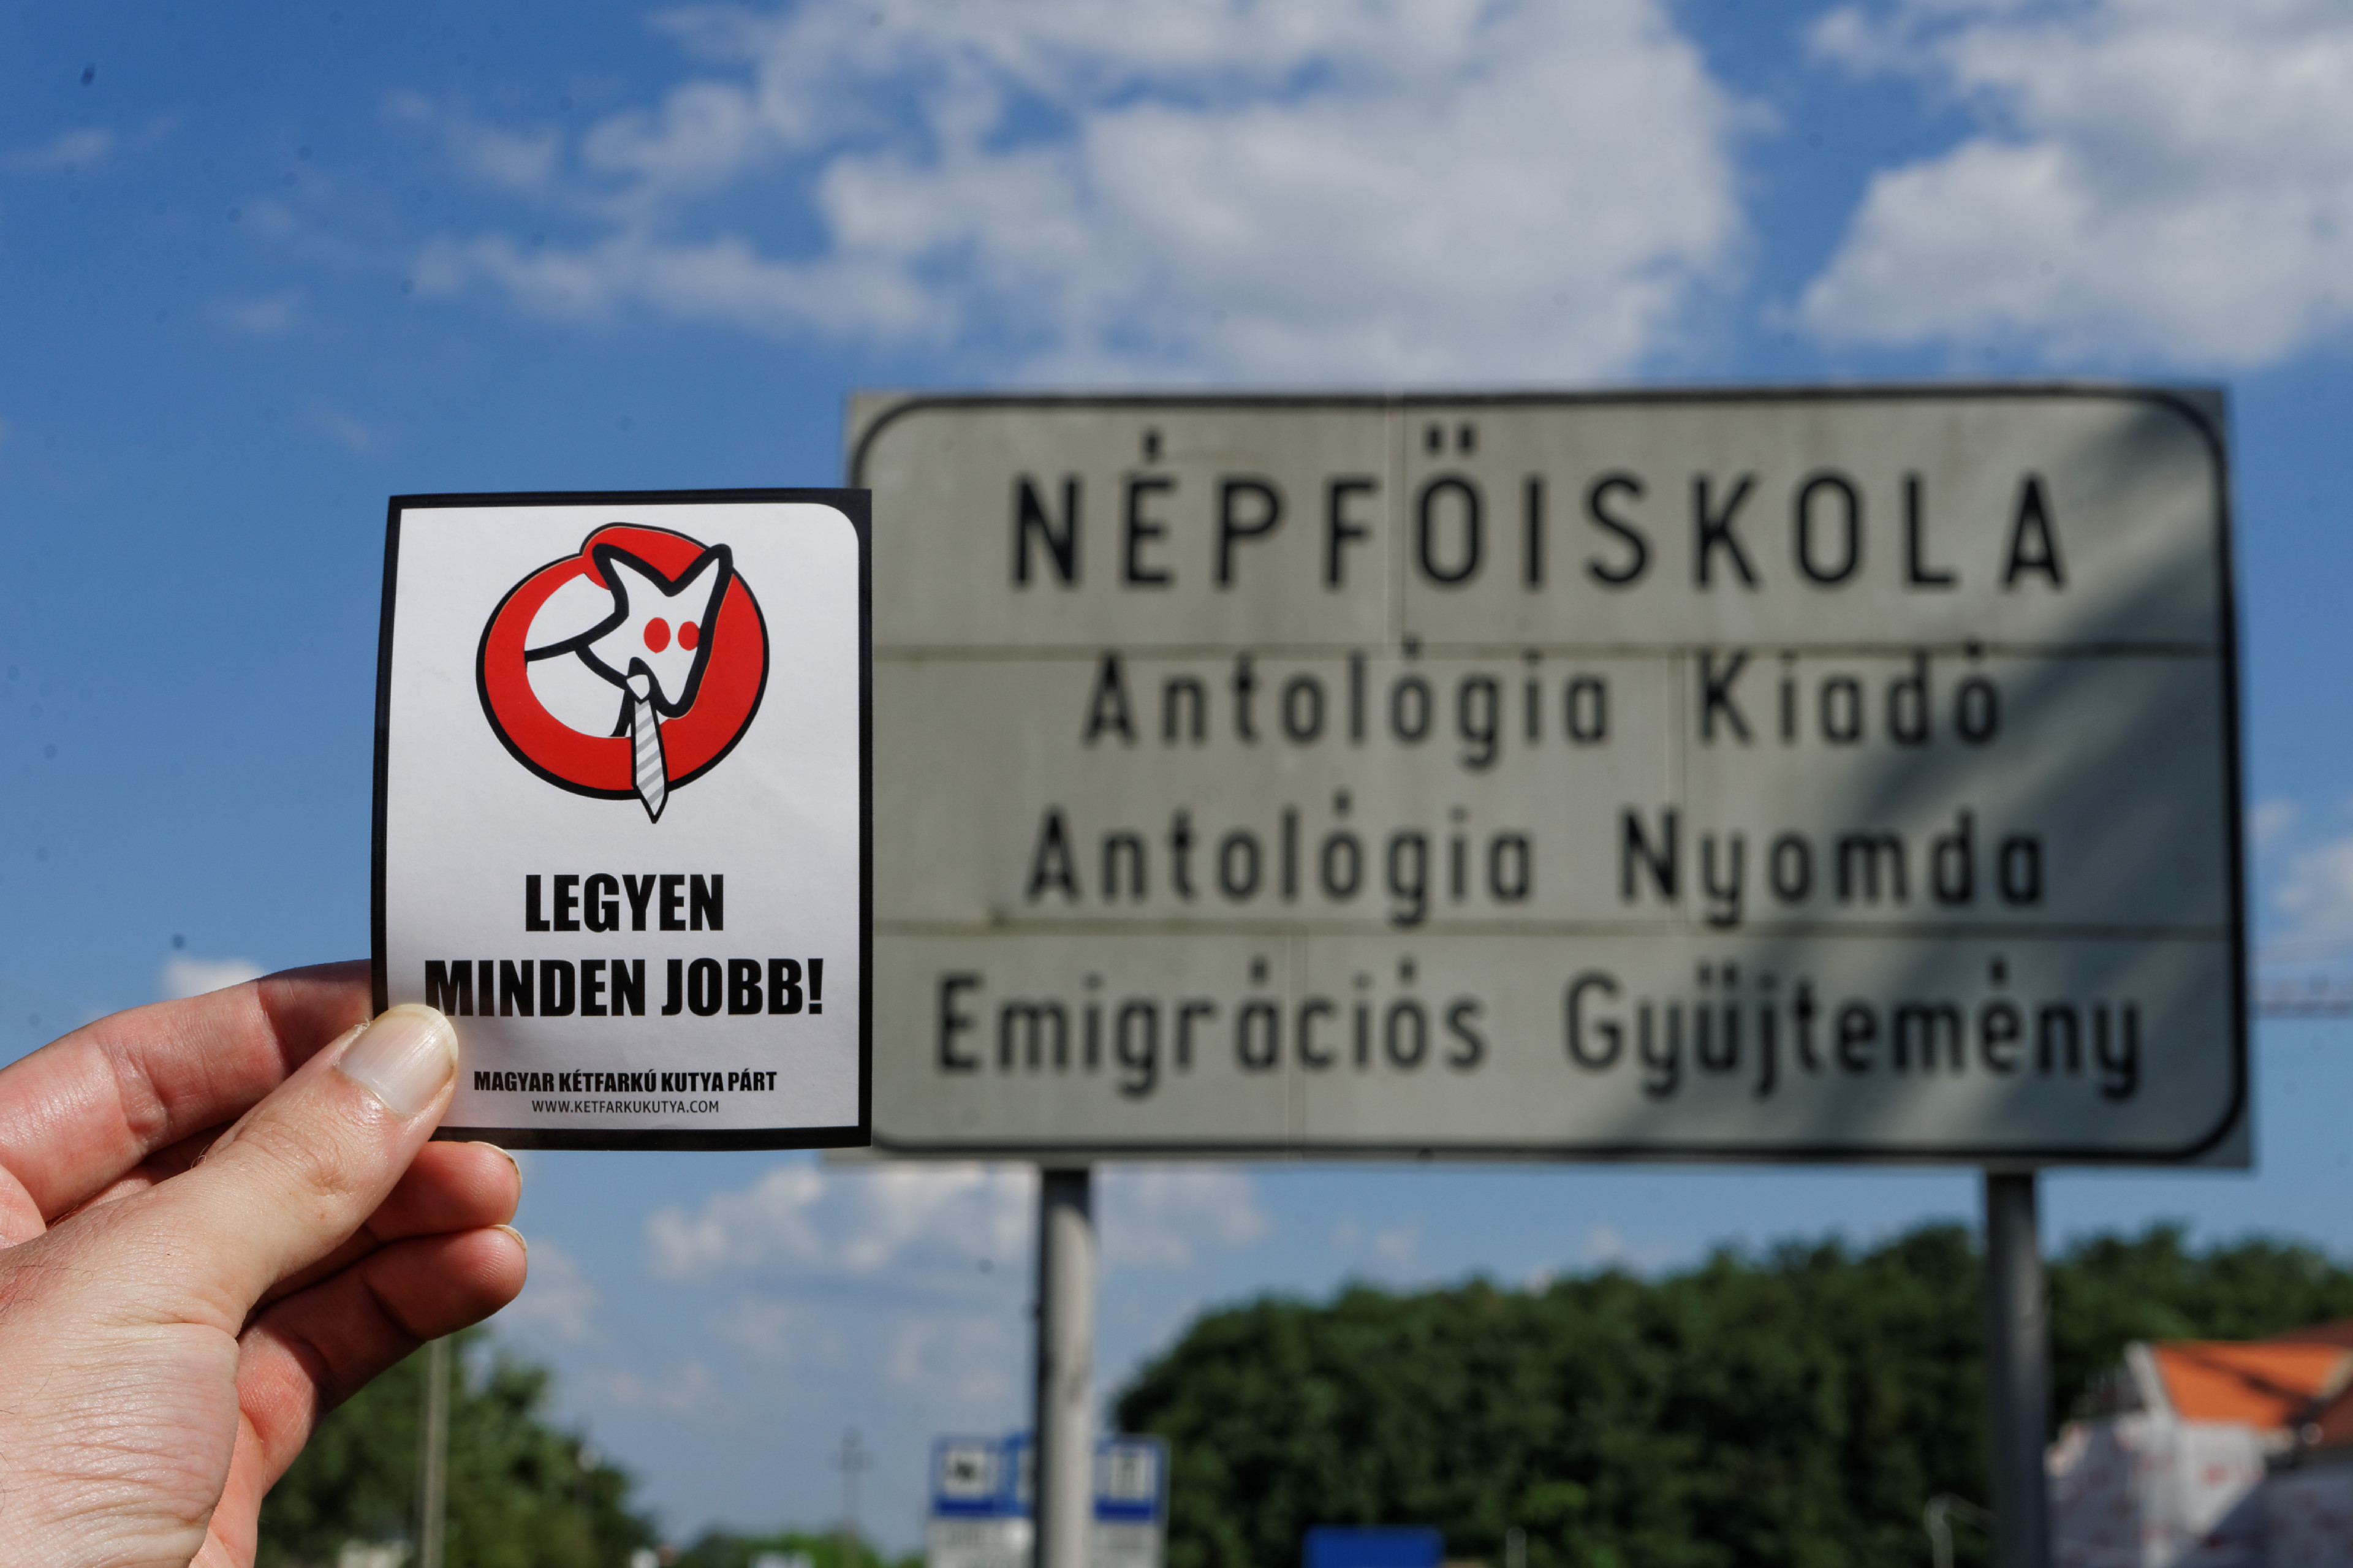 LEGYEN
MINDEN JOBB!
MAGYAR KÉTFARKÚ KUTYA PÁRT
WWW.KETFARKUKUTYA.COM
NÉPFÖISKOLA
Antológia Kiadó
Antológia Nyomda
Emigrációs Gyüjtemény